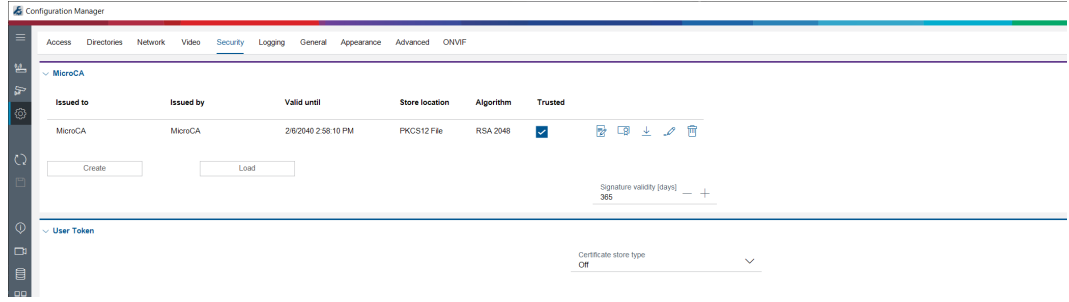 Configuration Manager
Access Directories Network Video Security Logging General Appearance Advanced ONVIF
MicroCA
Issued to Issued by Valid until Store location Algorithm Trusted
MicroCA MicroCA 2/6/2040 2:58:10 PM PKCS12 File RSA 2048
Create Load
Signature validity [days]
365
User Token
Certificate store type
Off